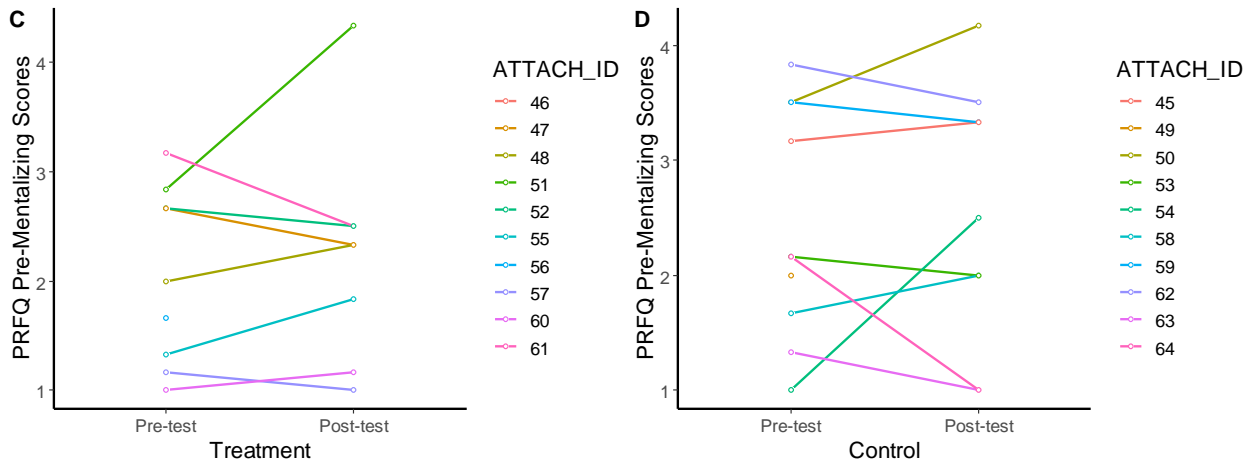 C
PRFQ Pre-Mentalizing Scores
4
3
2
1
Pre-test
Post-test
Treatment
ATTACH_ID
46
47
48
51
52
55
56
57
60
61
D
PRFQ Pre-Mentalizing Scores
4
3
2
1
Pre-test
Post-test
Control
ATTACH_ID
45
49
50
53
54
58
59
62
63
64